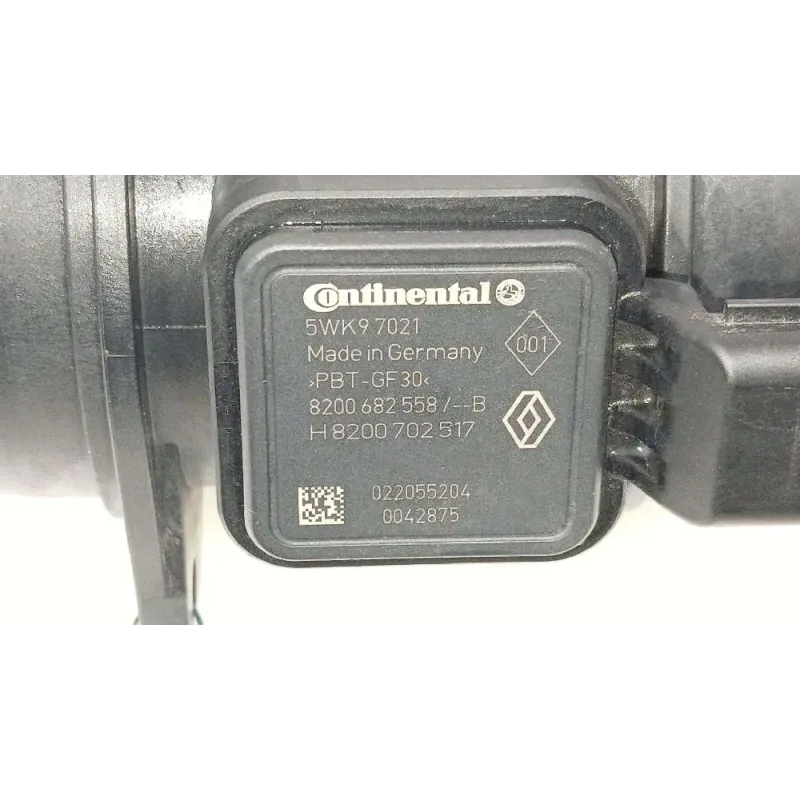 Continental
5WK9 7021
Made in Germany
001
>PBT-GF30<
8200 682 558 /--B
H 8200 702 517
022055204
0042875